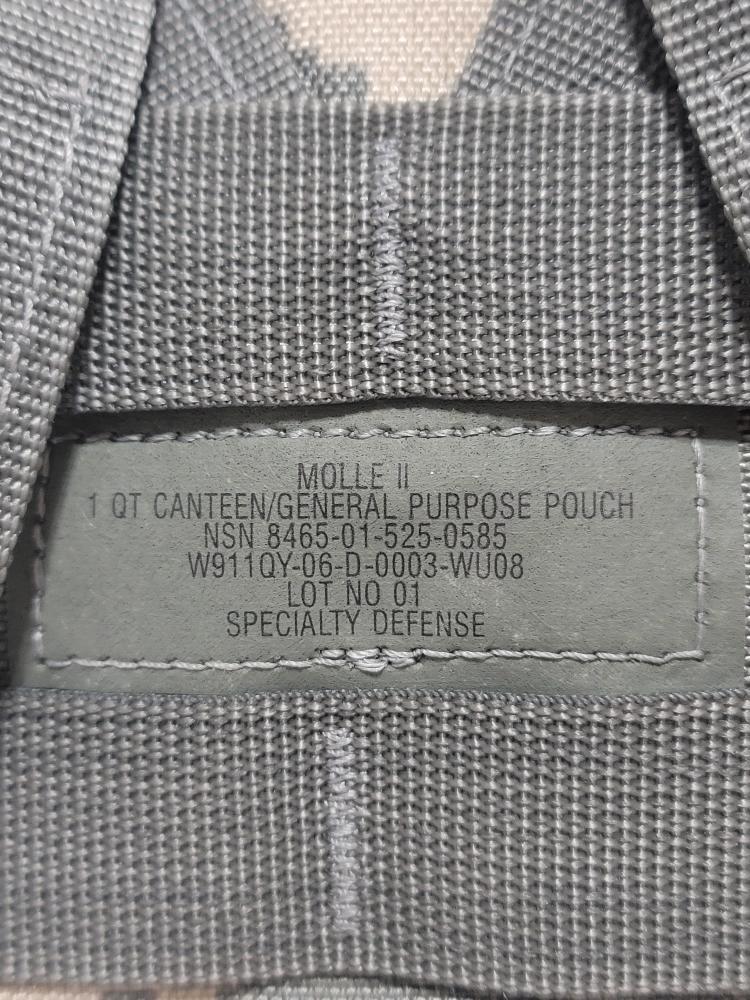 MOLLE II
1 QT CANTEEN/GENERAL PURPOSE POUCH
NSN 8465-01-525-0585
W911QY-06-D-0003-WU08
LOT NO 01
SPECIALTY DEFENSE